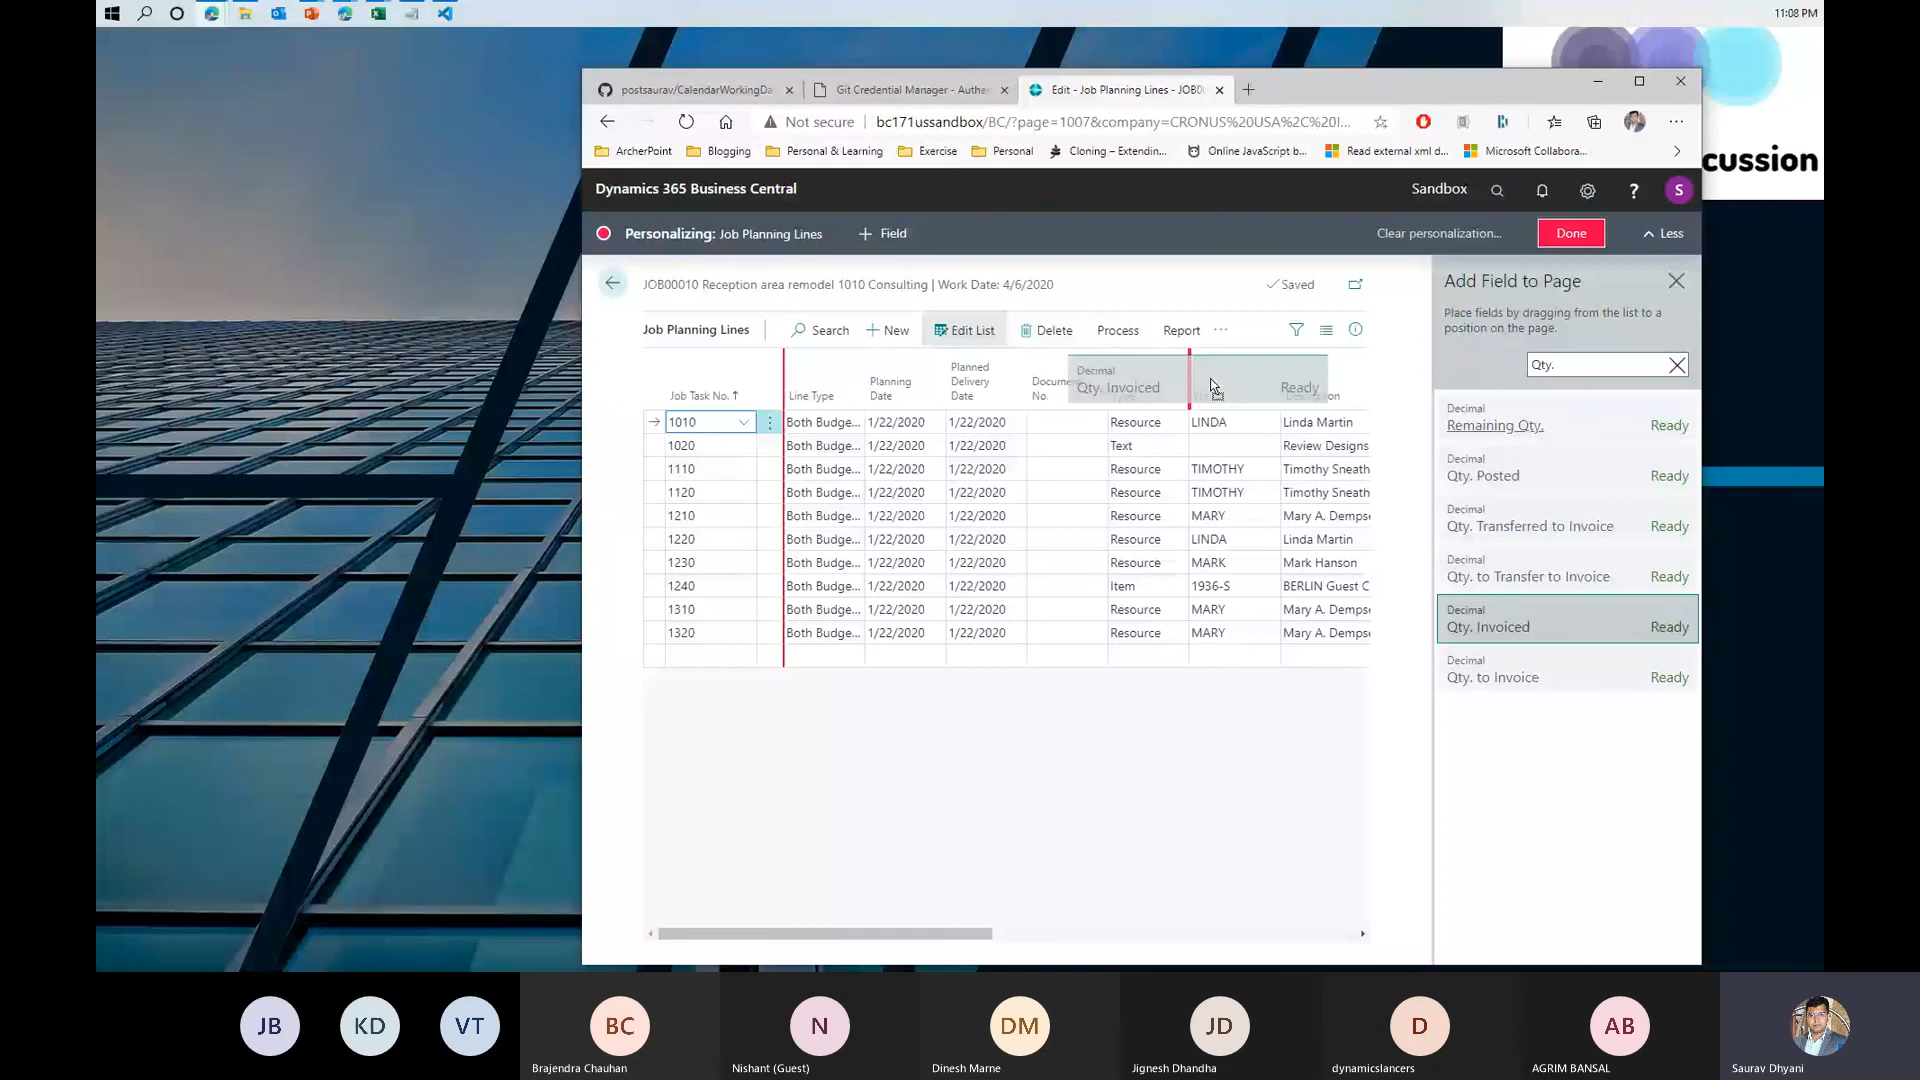 11:08 PM
cussion
postsaurav/CalendarWorkingDa
Git Credential Manager - Authen
Edit - Job Planning Lines - JOB0
Not secure
bc171ussandbox/BC/?page=1007&company=CRONUS%20USA%2C%20I...
ArcherPoint
Blogging
Personal & Learning
Exercise
Personal
Cloning – Extendin...
Online JavaScript b...
Read external xml d...
Microsoft Collabora...
Dynamics 365 Business Central
Sandbox
?
S
Personalizing: Job Planning Lines
+ Field
Clear personalization...
Done
Less
JOB00010 Reception area remodel 1010 Consulting | Work Date: 4/6/2020
Saved
Job Planning Lines
Search
+ New
Edit List
Delete
Process
Report
...
Job Task No. ↑
Line Type
Planning Date
Planned Delivery Date
No.
Decimal
Qty. Invoiced
Ready
1010 Both Budge... 1/22/2020 1/22/2020 Resource LINDA Linda Martin
1020 Both Budge... 1/22/2020 1/22/2020 Text Review Designs
1110 Both Budge... 1/22/2020 1/22/2020 Resource TIMOTHY Timothy Sneath
1120 Both Budge... 1/22/2020 1/22/2020 Resource TIMOTHY Timothy Sneath
1210 Both Budge... 1/22/2020 1/22/2020 Resource MARY Mary A. Dempse
1220 Both Budge... 1/22/2020 1/22/2020 Resource LINDA Linda Martin
1230 Both Budge... 1/22/2020 1/22/2020 Resource MARK Mark Hanson
1240 Both Budge... 1/22/2020 1/22/2020 Item 1936-S BERLIN Guest C
1310 Both Budge... 1/22/2020 1/22/2020 Resource MARY Mary A. Dempse
1320 Both Budge... 1/22/2020 1/22/2020 Resource MARY Mary A. Dempse
Add Field to Page
Place fields by dragging from the list to a
position on the page.
Qty.
Decimal
Remaining Qty. Ready
Decimal
Qty. Posted Ready
Decimal
Qty. Transferred to Invoice Ready
Decimal
Qty. to Transfer to Invoice Ready
Decimal
Qty. Invoiced Ready
Decimal
Qty. to Invoice Ready
JB
KD
VT
BC
Brajendra Chauhan
N
Nishant (Guest)
DM
Dinesh Marne
JD
Jignesh Dhandha
D
dynamicslancers
AB
AGRIM BANSAL
Saurav Dhyani